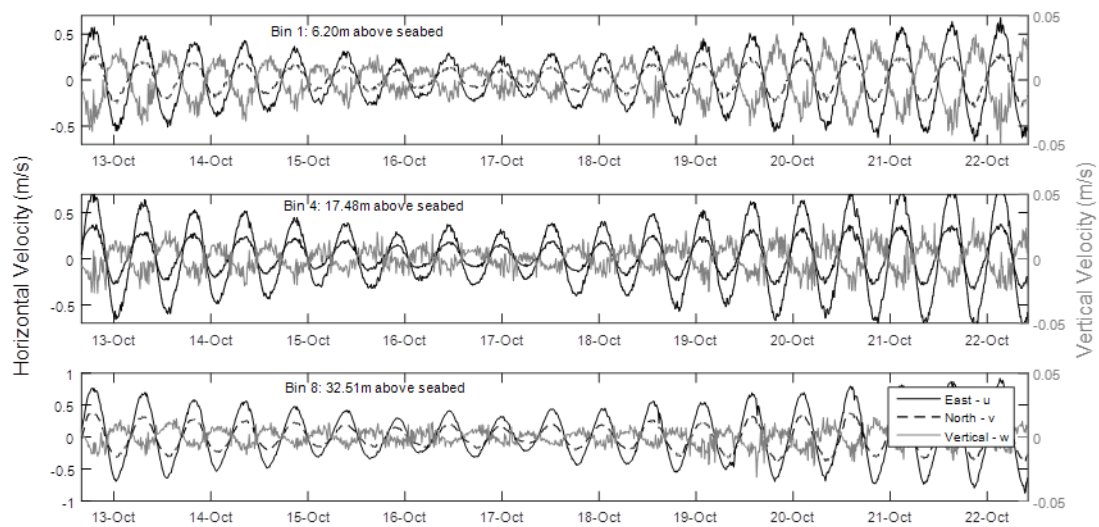 Bin 1: 6.20m above seabed
0.5
0
-0.5
0.05
0
-0.05
13-Oct 14-Oct 15-Oct 16-Oct 17-Oct 18-Oct 19-Oct 20-Oct 21-Oct 22-Oct
Horizontal Velocity (m/s)
Vertical Velocity (m/s)
Bin 4: 17.48m above seabed
0.5
0
-0.5
0.05
0
-0.05
13-Oct 14-Oct 15-Oct 16-Oct 17-Oct 18-Oct 19-Oct 20-Oct 21-Oct 22-Oct
Bin 8: 32.51m above seabed
1
0.5
0
-0.5
-1
0.05
0
-0.05
East - u
North - v
Vertical - w
13-Oct 14-Oct 15-Oct 16-Oct 17-Oct 18-Oct 19-Oct 20-Oct 21-Oct 22-Oct